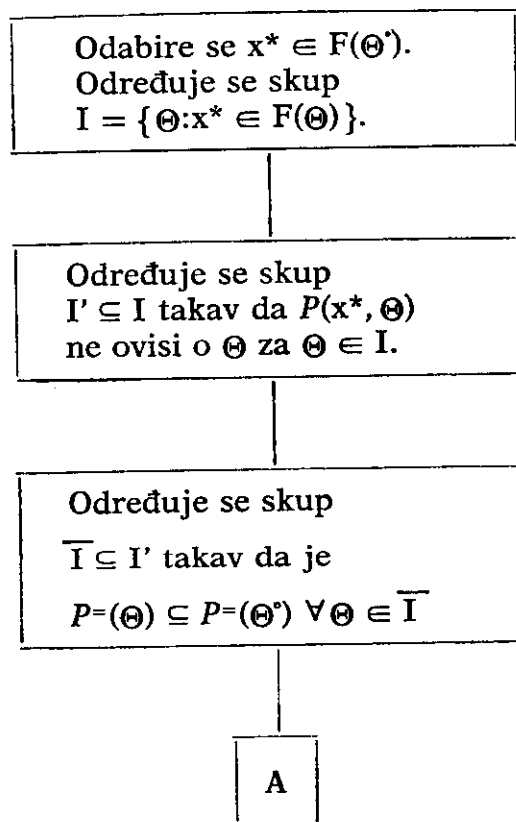 Odabire se x* ∈ F(Θ°).
Određuje se skup
I = {Θ:x* ∈ F(Θ)}.
Određuje se skup
I' ⊆ I takav da P(x*, Θ)
ne ovisi o Θ za Θ ∈ I.
Određuje se skup
I̅ ⊆ I' takav da je
P⁼(Θ) ⊆ P⁼(Θ°) ∀Θ ∈ I̅
A